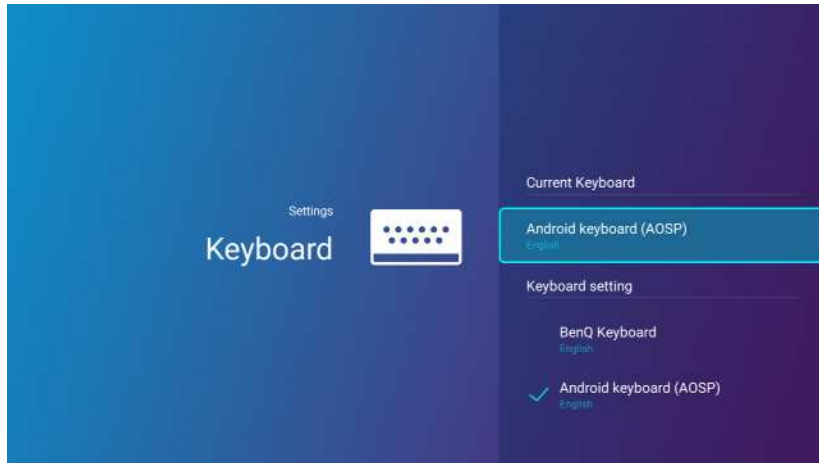 Settings
Keyboard
Current Keyboard
Android keyboard (AOSP)
English
Keyboard setting
BenQ Keyboard
English
Android keyboard (AOSP)
English